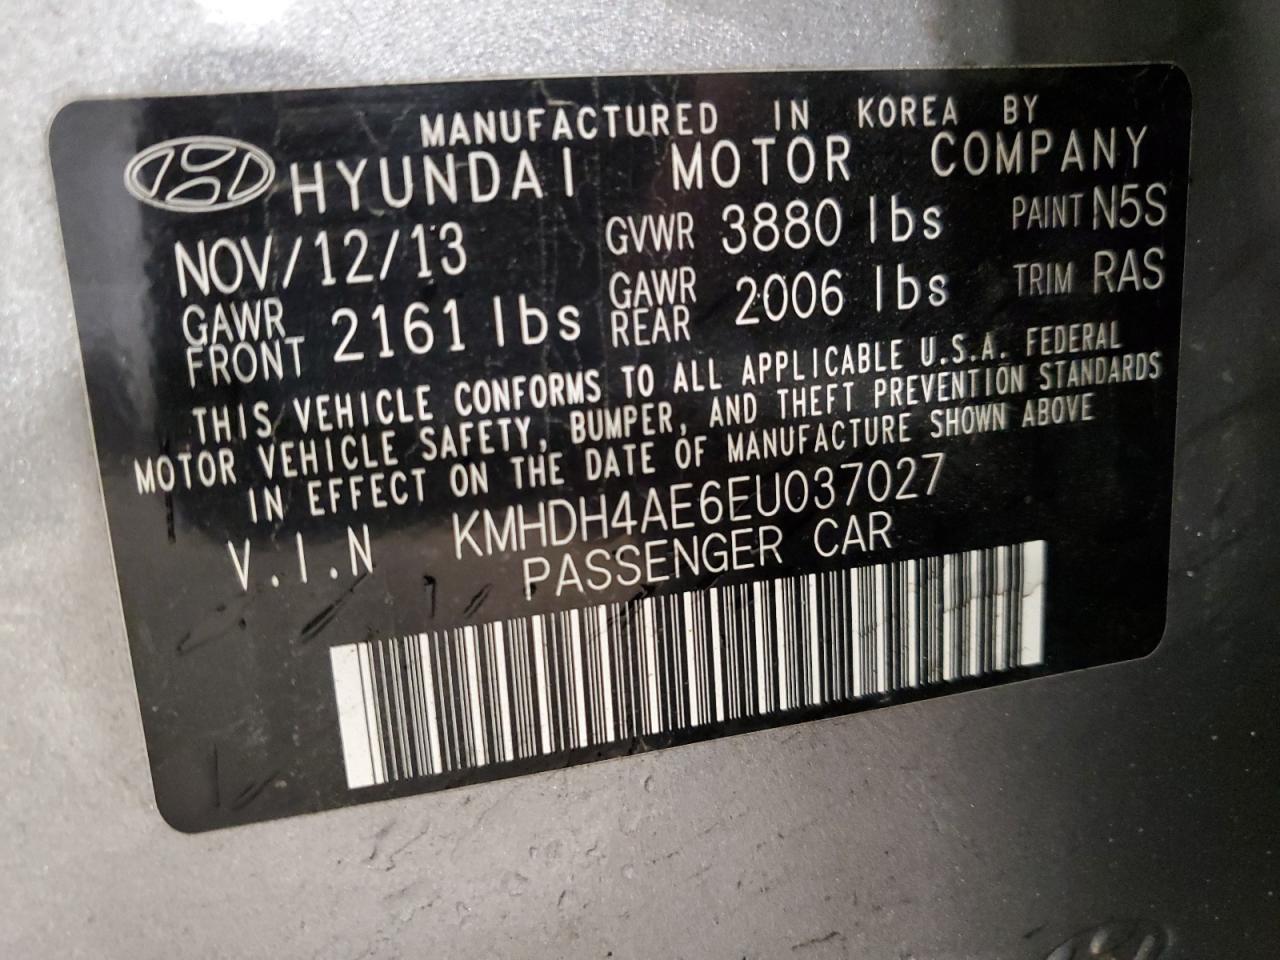 MANUFACTURED IN KOREA BY
HYUNDAI MOTOR COMPANY
NOV/12/13 GVWR 3880 lbs PAINT N5S
GAWR FRONT 2161 lbs GAWR REAR 2006 lbs TRIM RAS
THIS VEHICLE CONFORMS TO ALL APPLICABLE U.S.A. FEDERAL
MOTOR VEHICLE SAFETY, BUMPER, AND THEFT PREVENTION STANDARDS
IN EFFECT ON THE DATE OF MANUFACTURE SHOWN ABOVE
V.I.N KMHDH4AE6EU037027
PASSENGER CAR